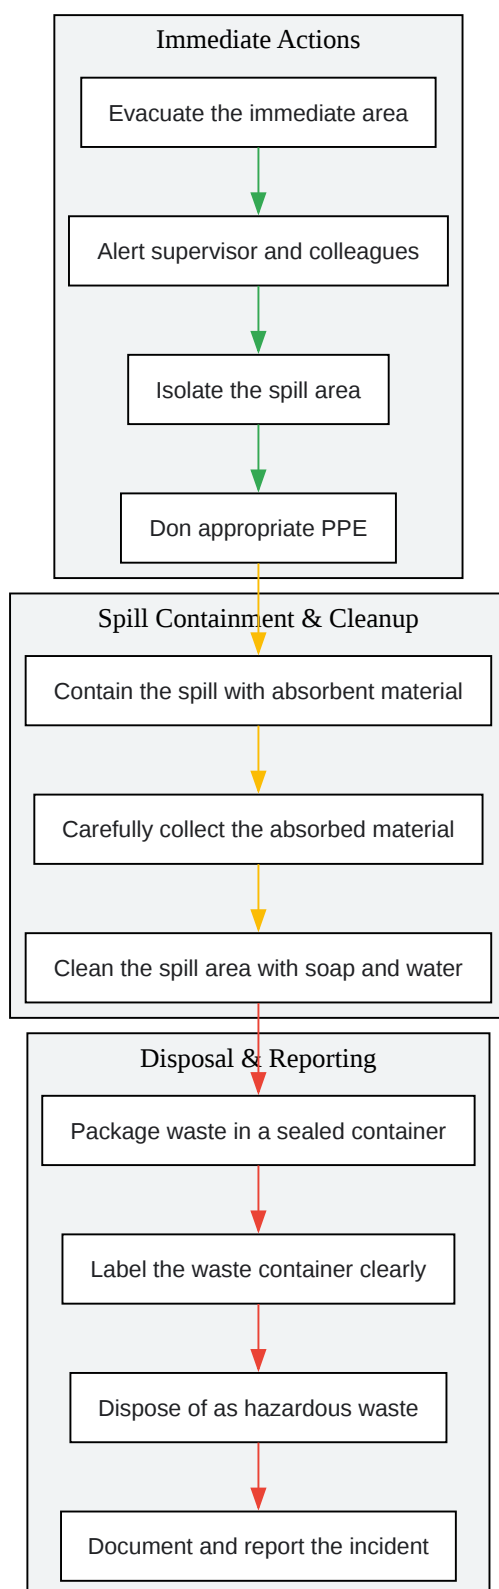 Immediate Actions
Evacuate the immediate area
Alert supervisor and colleagues
Isolate the spill area
Don appropriate PPE
Spill Containment & Cleanup
Contain the spill with absorbent material
Carefully collect the absorbed material
Clean the spill area with soap and water
Disposal & Reporting
Package waste in a sealed container
Label the waste container clearly
Dispose of as hazardous waste
Document and report the incident